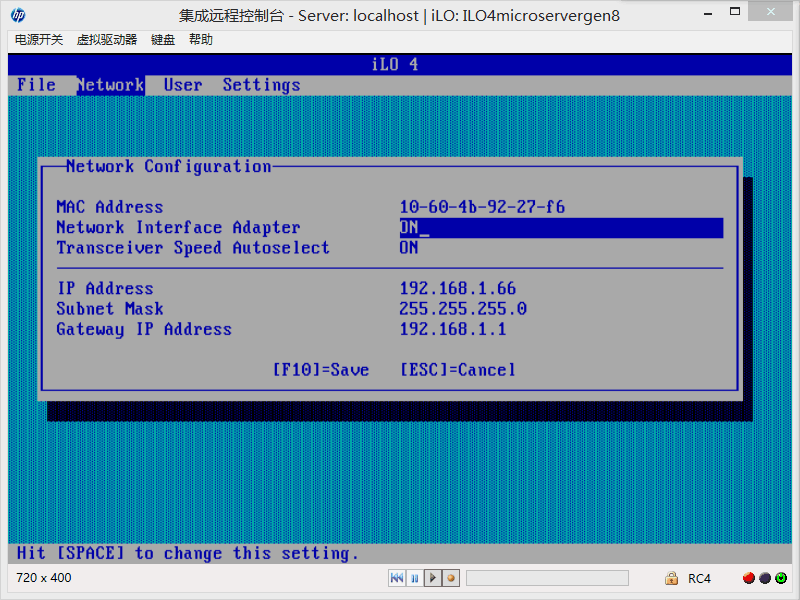 hp
集成远程控制台 - Server: localhost | iLO: ILO4microservergen8
电源开关 虚拟驱动器 键盘 帮助
iLO 4
File Network User Settings
Network Configuration
MAC Address 10-60-4b-92-27-f6
Network Interface Adapter ON_
Transceiver Speed Autoselect ON
IP Address 192.168.1.66
Subnet Mask 255.255.255.0
Gateway IP Address 192.168.1.1
[F10]=Save [ESC]=Cancel
Hit [SPACE] to change this setting.
720 x 400 RC4